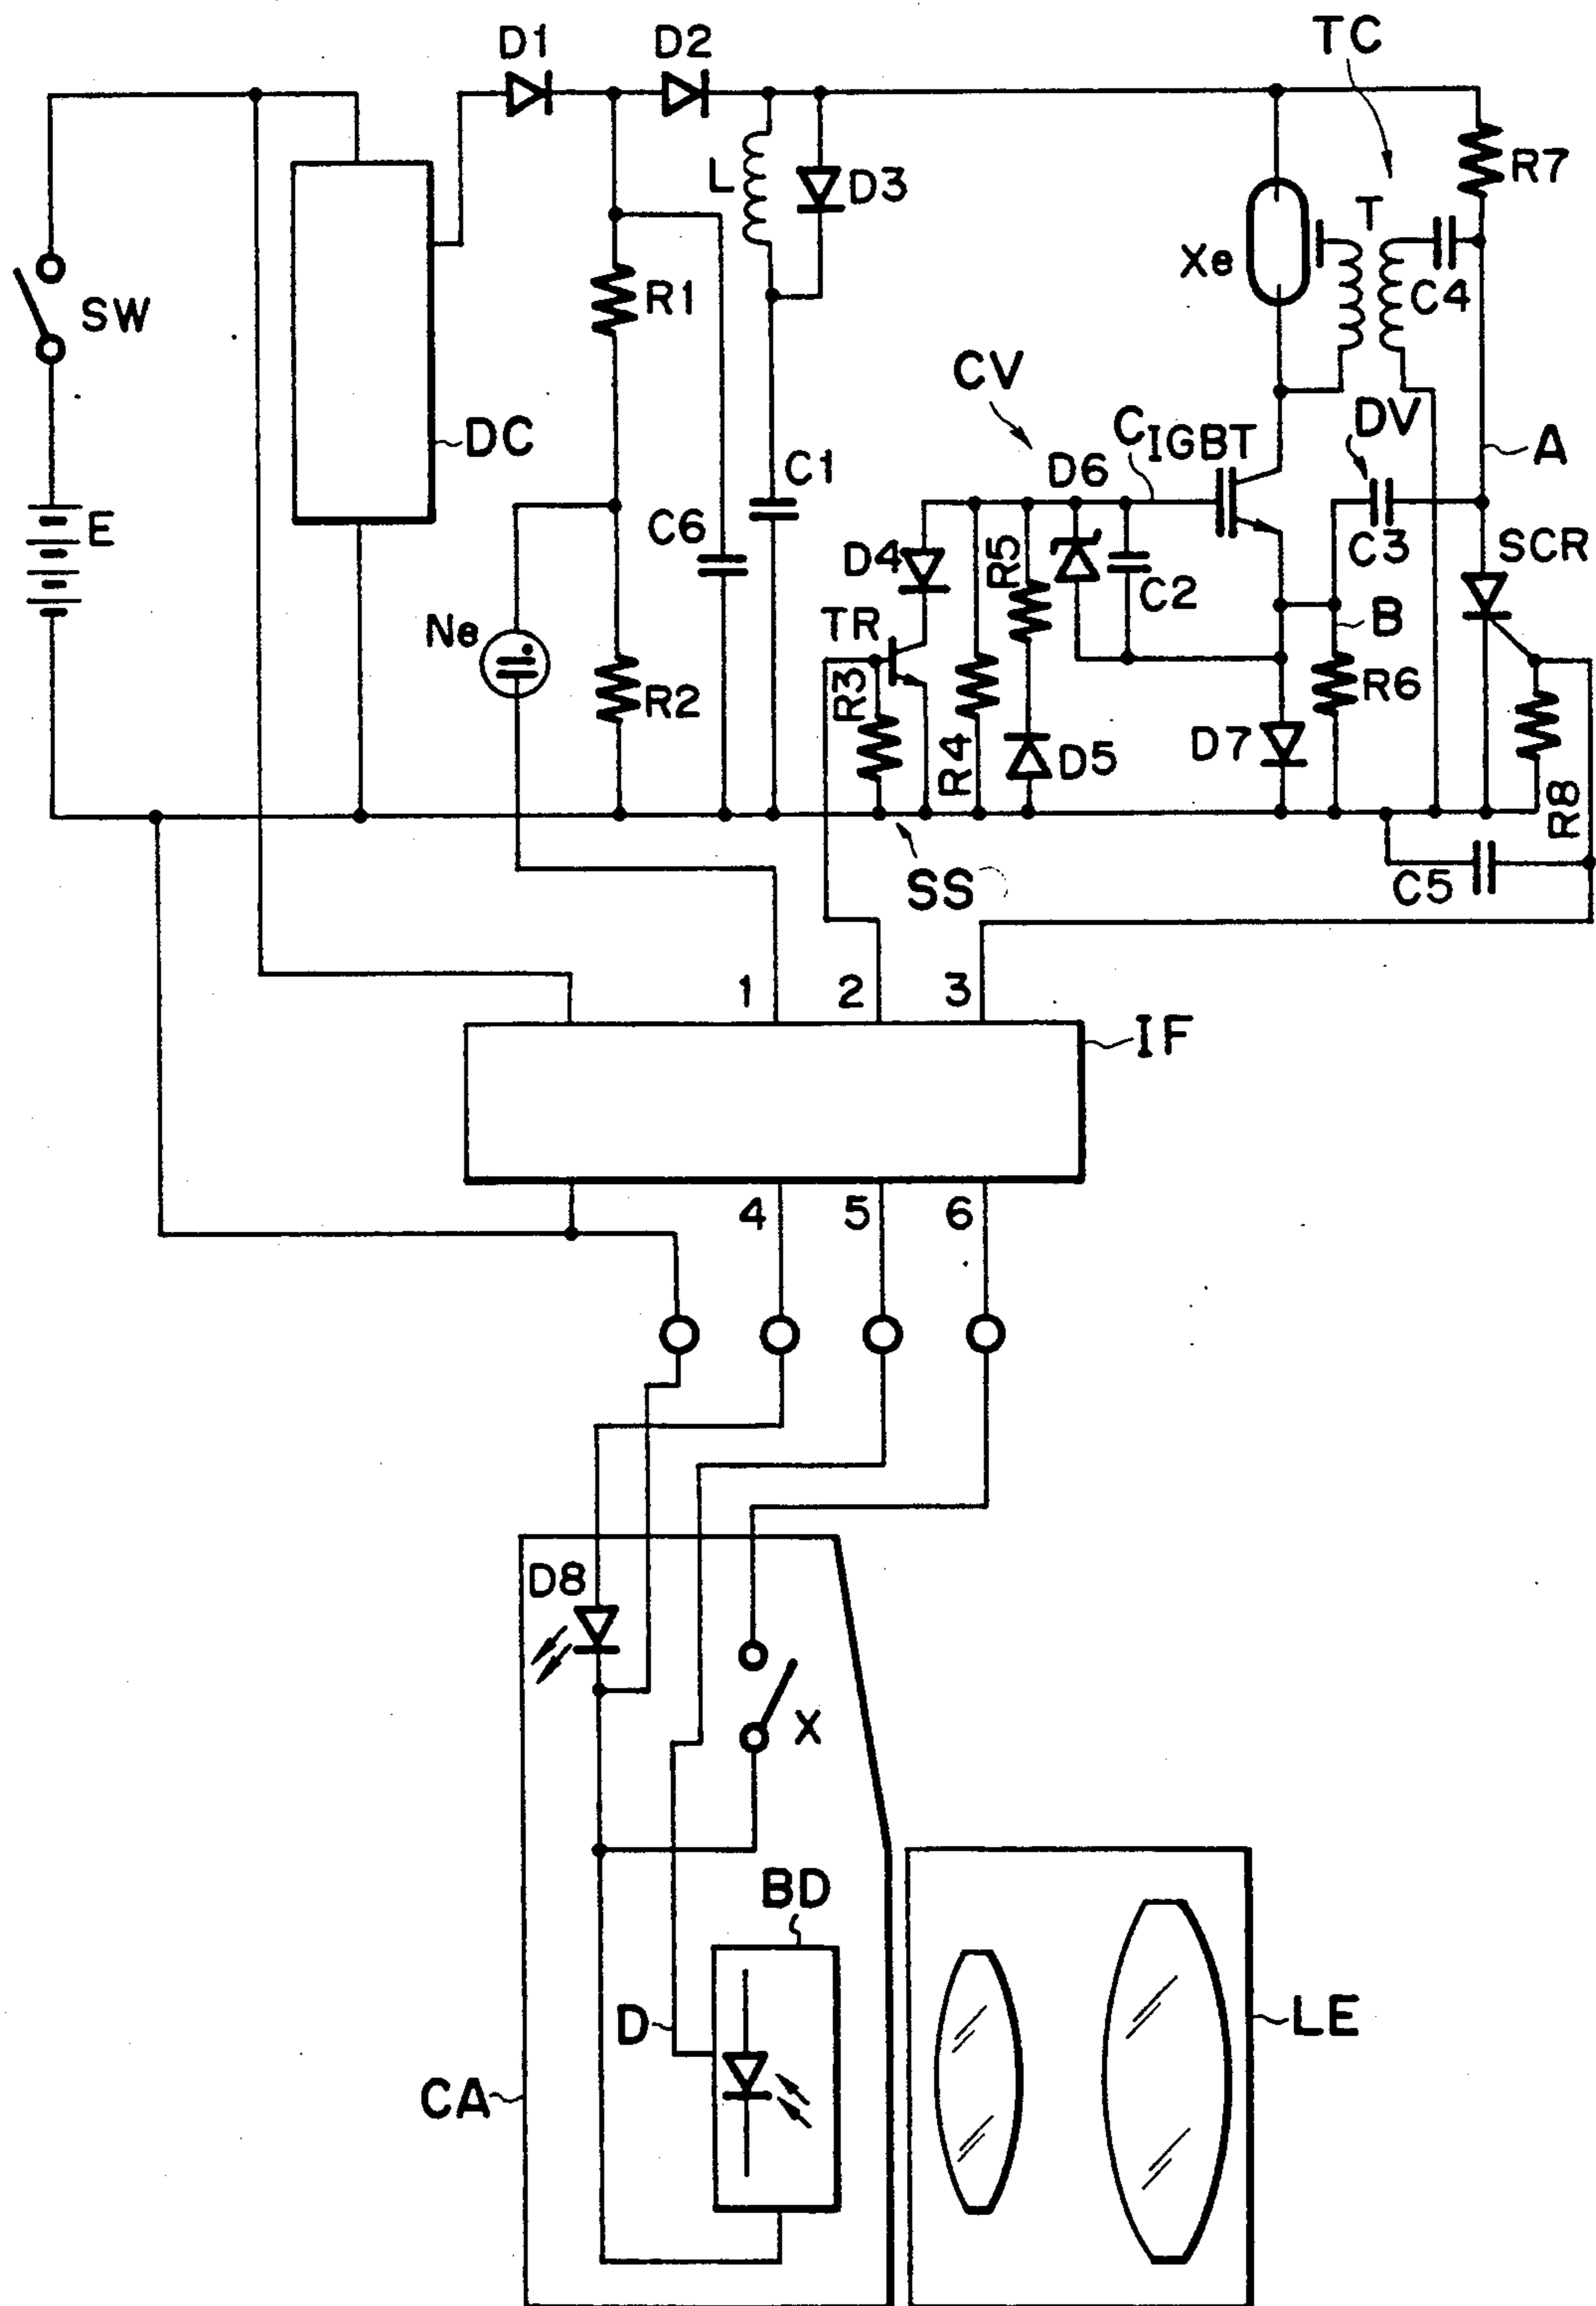 D1
D2
TC
L
D3
R7
T
Xe
C4
SW
R1
CV
DC
C1
CIGBT
DV
A
D6
E
C6
D4
R5
C2
C3
SCR
Ne
TR
B
R2
R3
R6
R4
D5
D7
R8
SS
C5
1
2
3
IF
4
5
6
D8
X
BD
D
LE
CA